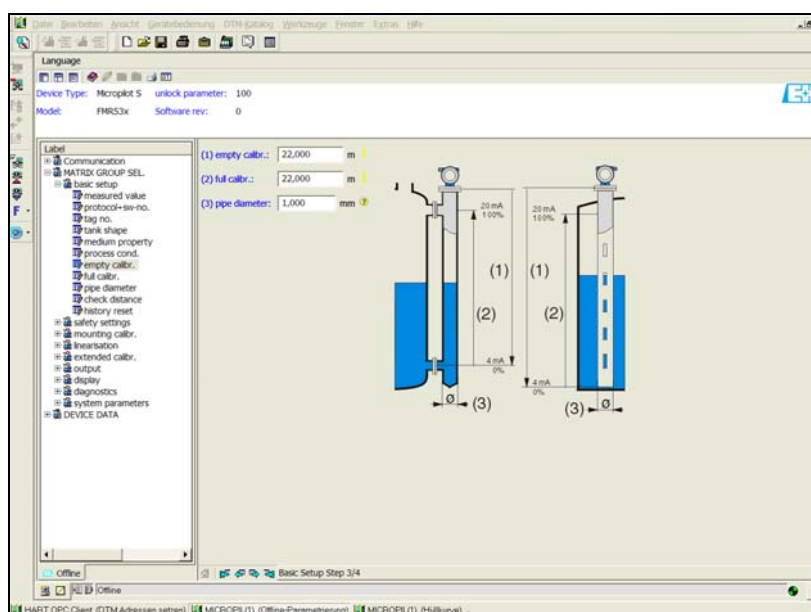 Datei Bearbeiten Ansicht Gerätebedienung DTM-Katalog Werkzeuge Fenster Extras Hilfe
Language
Device Type: Micropilot S unlock parameter: 100
Model: FMR53x Software rev: 0
E+
Label
Communication
MATRIX GROUP SEL.
basic setup
measured value
protocol+sw-no.
tag no.
tank shape
medium property
process cond.
empty calibr.
full calibr.
pipe diameter
check distance
history reset
safety settings
mounting calibr.
linearisation
extended calibr.
output
display
diagnostics
system parameters
DEVICE DATA
(1) empty calibr.: 22,000 m
(2) full calibr.: 22,000 m
(3) pipe diameter: 1,000 mm
20 mA
100%
(1)
(2)
4 mA
0%
Ø
(3)
20 mA
100%
(1)
(2)
4 mA
0%
(3)
Ø
F
Offline
Basic Setup Step 3/4
Offline
HART OPC Client (DTM Adressen setzen) MICROPIL(1) (Offline-Parametrierung) MICROPIL(1) (Hüllkurve)